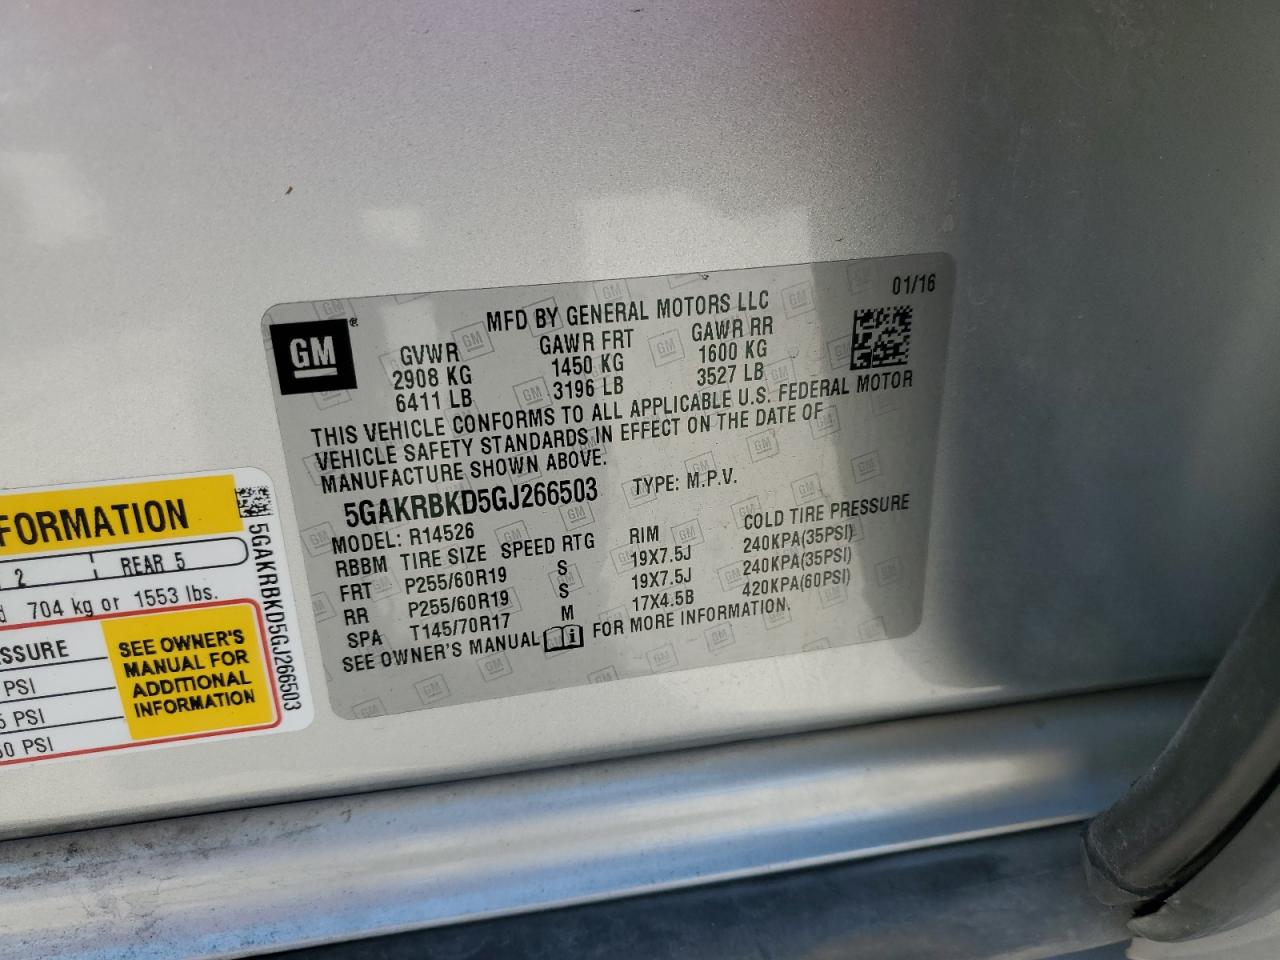 GM
®
MFD BY GENERAL MOTORS LLC
01/16
GVWR GAWR FRT GAWR RR
2908 KG 1450 KG 1600 KG
6411 LB 3196 LB 3527 LB
THIS VEHICLE CONFORMS TO ALL APPLICABLE U.S. FEDERAL MOTOR
VEHICLE SAFETY STANDARDS IN EFFECT ON THE DATE OF
MANUFACTURE SHOWN ABOVE.
5GAKRBKD5GJ266503 TYPE: M.P.V.
MODEL: R14526
RBBM TIRE SIZE SPEED RTG RIM COLD TIRE PRESSURE
FRT P255/60R19 S 19X7.5J 240KPA(35PSI)
RR P255/60R19 S 19X7.5J 240KPA(35PSI)
SPA T145/70R17 M 17X4.5B 420KPA(60PSI)
SEE OWNER'S MANUAL FOR MORE INFORMATION.
FORMATION
2 REAR 5
704 kg or 1553 lbs.
SSURE
PSI
5 PSI
60 PSI
SEE OWNER'S
MANUAL FOR
ADDITIONAL
INFORMATION
5GAKRBKD5GJ266503